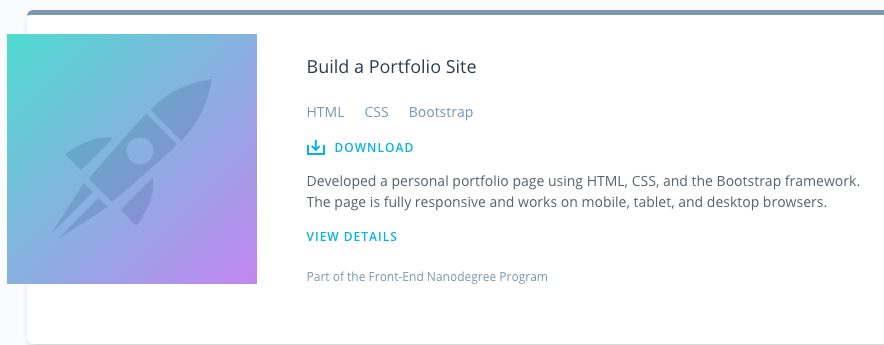 Build a Portfolio Site
HTML CSS Bootstrap
DOWNLOAD
Developed a personal portfolio page using HTML, CSS, and the Bootstrap framework.
The page is fully responsive and works on mobile, tablet, and desktop browsers.
VIEW DETAILS
Part of the Front-End Nanodegree Program